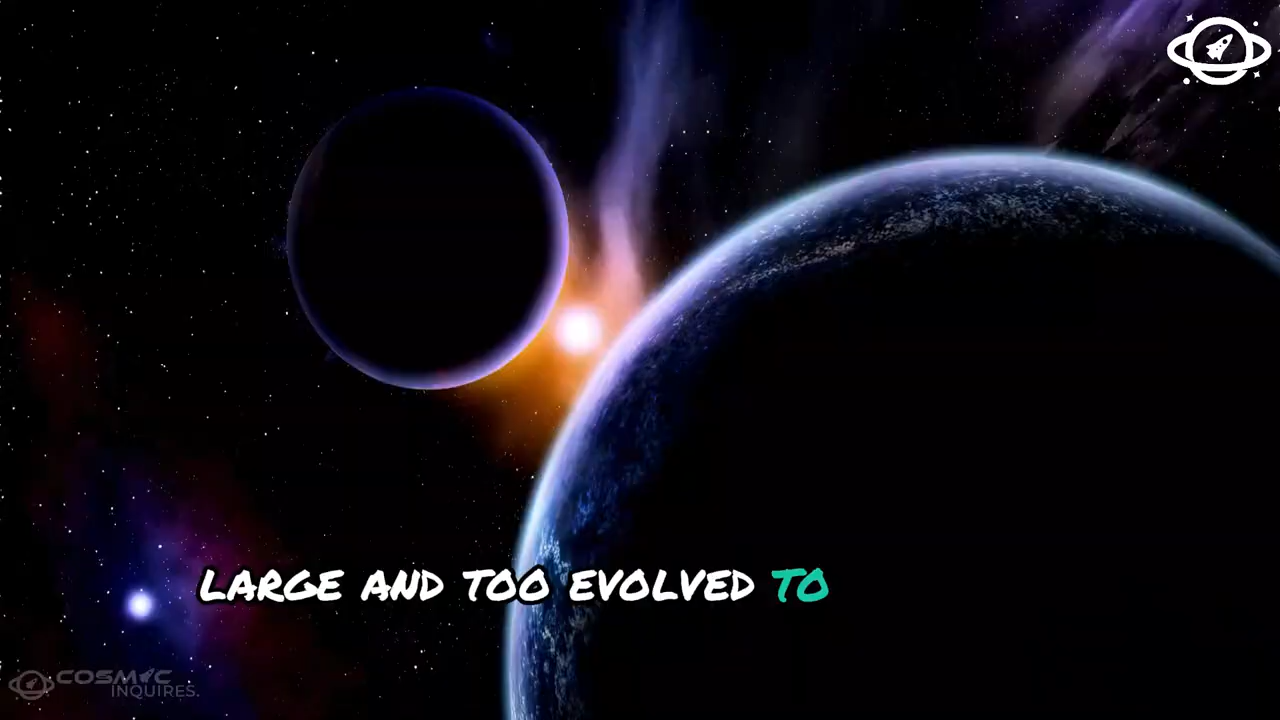 LARGE AND TOO EVOLVED TO
COSMIC
INQUIRES.